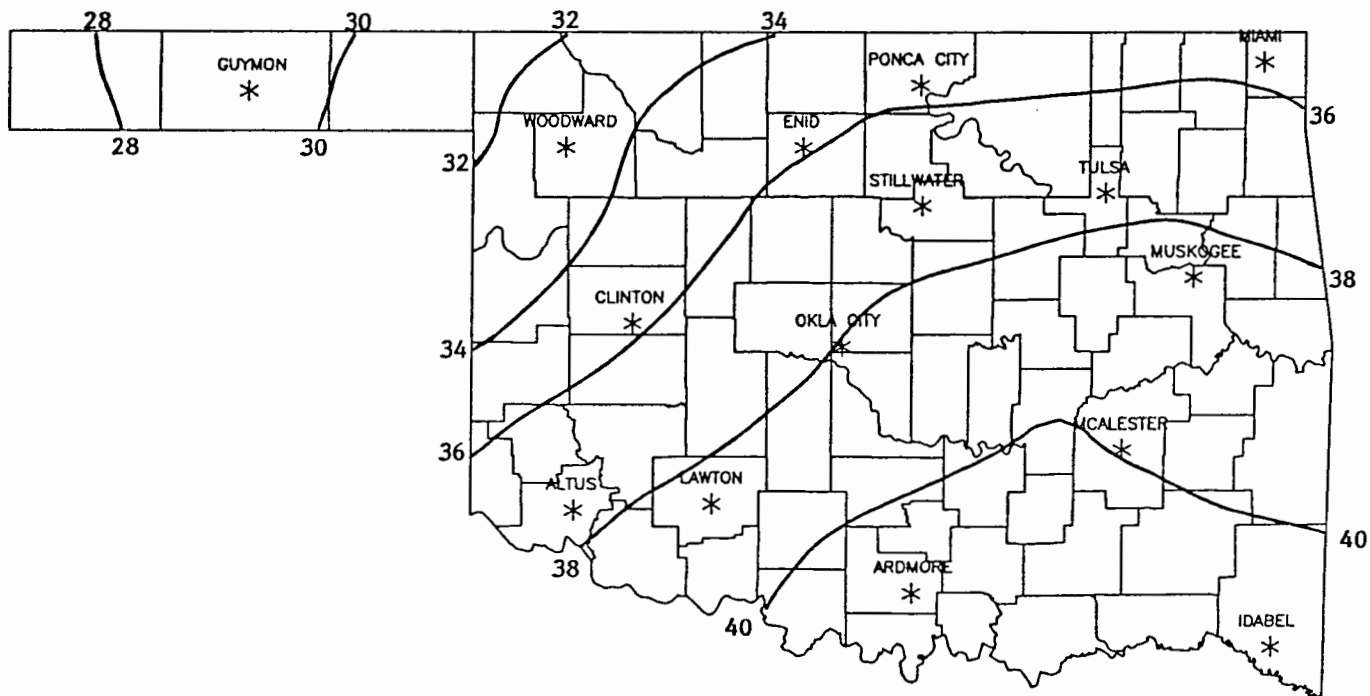 28
30
32
34
MIAMI
GUYMON
PONCA CITY
36
WOODWARD
ENID
28
30
32
TULSA
STILLWATER
MUSKOGEE
38
CLINTON
OKLA CITY
34
MCALESTER
36
ALTUS
LAWTON
40
38
ARDMORE
40
IDABEL